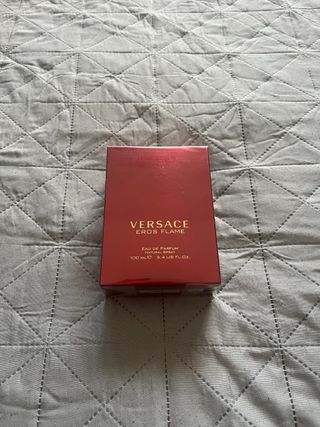 VERSACE
EROS FLAME
EAU DE PARFUM
NATURAL SPRAY
100 ML ℮ 3.4 US FL.OZ.